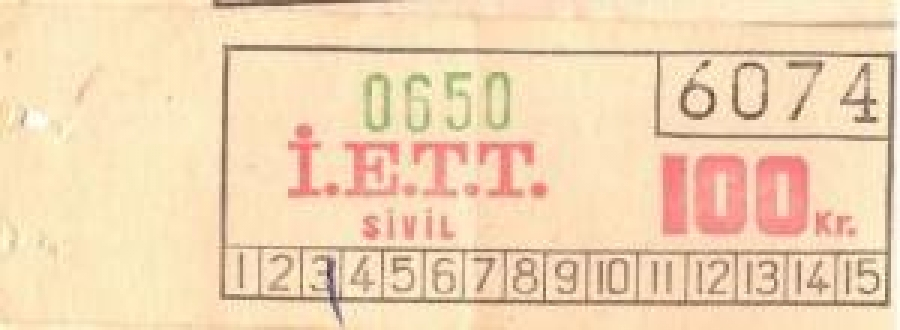 0650
6074
İ.E.T.T.
100 Kr.
SİVİL
1 2 3 4 5 6 7 8 9 10 11 12 13 14 15